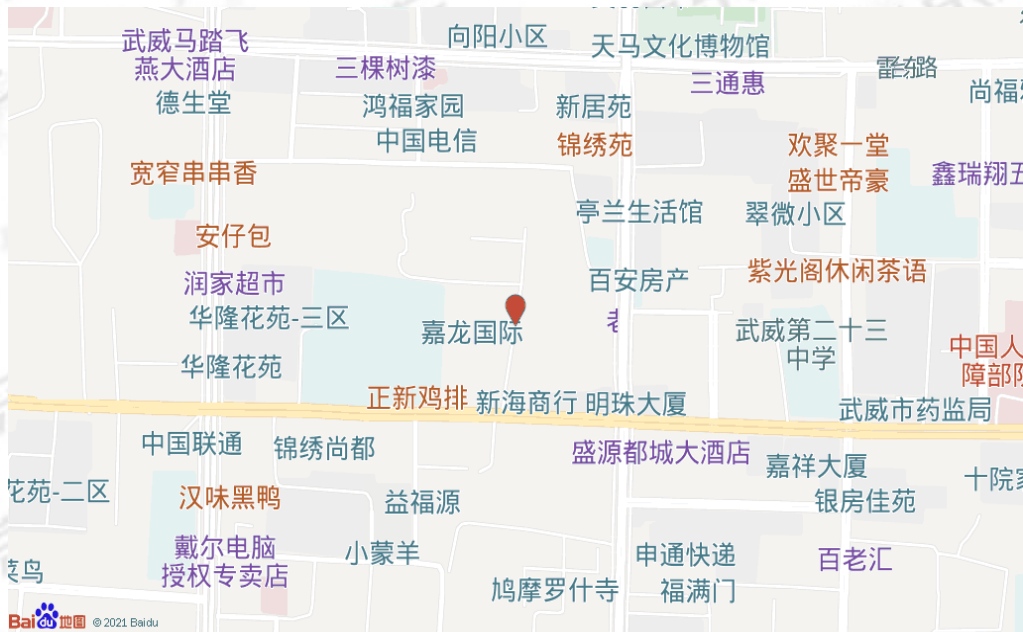 向阳小区
武威马踏飞
燕大酒店
天马文化博物馆
三棵树漆
三通惠
德生堂
鸿福家园
新居苑
中国电信
锦绣苑
欢聚一堂
宽窄串串香
盛世帝豪
亭兰生活馆
翠微小区
安仔包
紫光阁休闲茶语
润家超市
百安房产
华隆花苑-三区
嘉龙国际
武威第二十三
中学
中国人
障部队
华隆花苑
正新鸡排
新海商行
明珠大厦
武威市药监局
中国联通
锦绣尚都
盛源都城大酒店
嘉祥大厦
花苑-二区
汉味黑鸭
益福源
银房佳苑
戴尔电脑
授权专卖店
小蒙羊
申通快递
百老汇
菜鸟
鸠摩罗什寺
福满门
Baidu地图
© 2021 Baidu